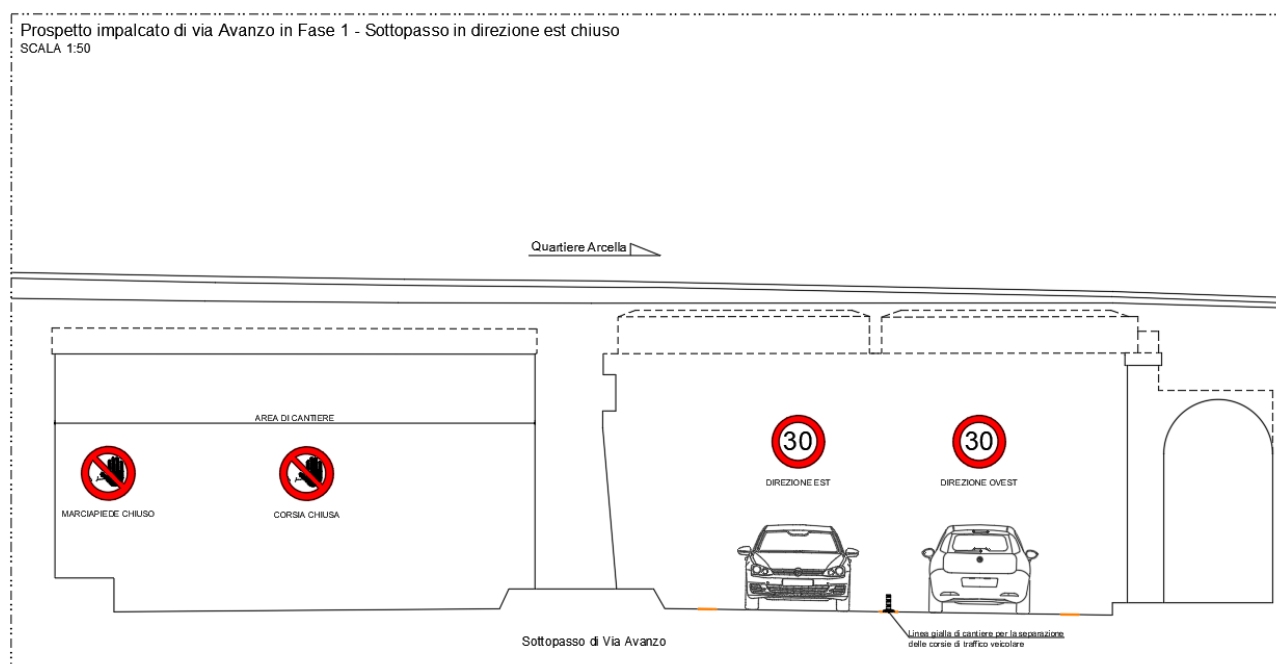 Prospetto impalcato di via Avanzo in Fase 1 - Sottopasso in direzione est chiuso
SCALA 1:50
Quartiere Arcella
AREA DI CANTIERE
30
30
MARCIAPIEDE CHIUSO
CORSIA CHIUSA
DIREZIONE EST
DIREZIONE OVEST
Linea gialla di cantiere per la separazione
delle corsie di traffico veicolare
Sottopasso di Via Avanzo